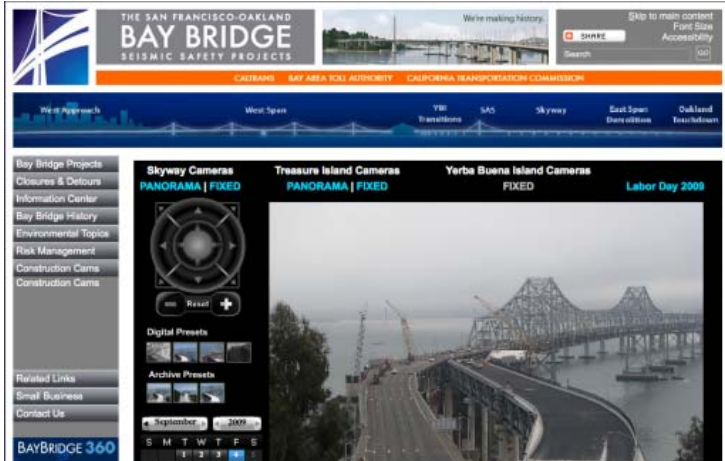 THE SAN FRANCISCO-OAKLAND
BAY BRIDGE
SEISMIC SAFETY PROJECTS
We're making history.
Skip to main content
Font Size
Accessibility
SHARE
Search
GO
CALTRANS BAY AREA TOLL AUTHORITY CALIFORNIA TRANSPORTATION COMMISSION
West Approach
West Span
YBI
Transitions
SAS
Skyway
East Span
Demolition
Oakland
Touchdown
Bay Bridge Projects
Closures & Detours
Information Center
Bay Bridge History
Environmental Topics
Risk Management
Construction Cams
Construction Cams
Related Links
Small Business
Contact Us
BAYBRIDGE 360
Skyway Cameras
PANORAMA | FIXED
Treasure Island Cameras
PANORAMA | FIXED
Yerba Buena Island Cameras
FIXED
Labor Day 2009
Reset
Digital Presets
Archive Presets
September 2009
S M T W T F S
1 2 3 4 5